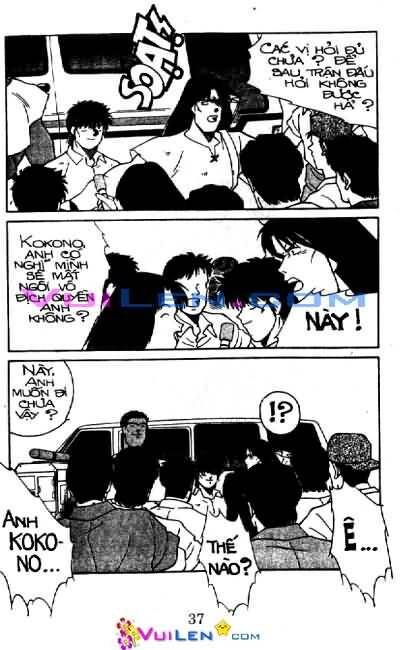 SOẠT!
CÁC VỊ HỎI ĐỦ
CHƯA? ĐỂ
SAU TRẬN ĐẤU
HỎI KHÔNG
ĐƯỢC
HẢ?
KOKONO,
ANH CÓ
NGHĨ MÌNH
SẼ MẤT
NGÔI VÔ
ĐỊCH QUYỀN
ANH
KHÔNG?
VUILEN.COM
NÀY!
NÀY,
ANH
MUỐN ĐI
CHƯA
VẬY?
!?
ANH
KOKO-
NO...
THẾ
NÀO?
Ê...
37
VUILEN.COM